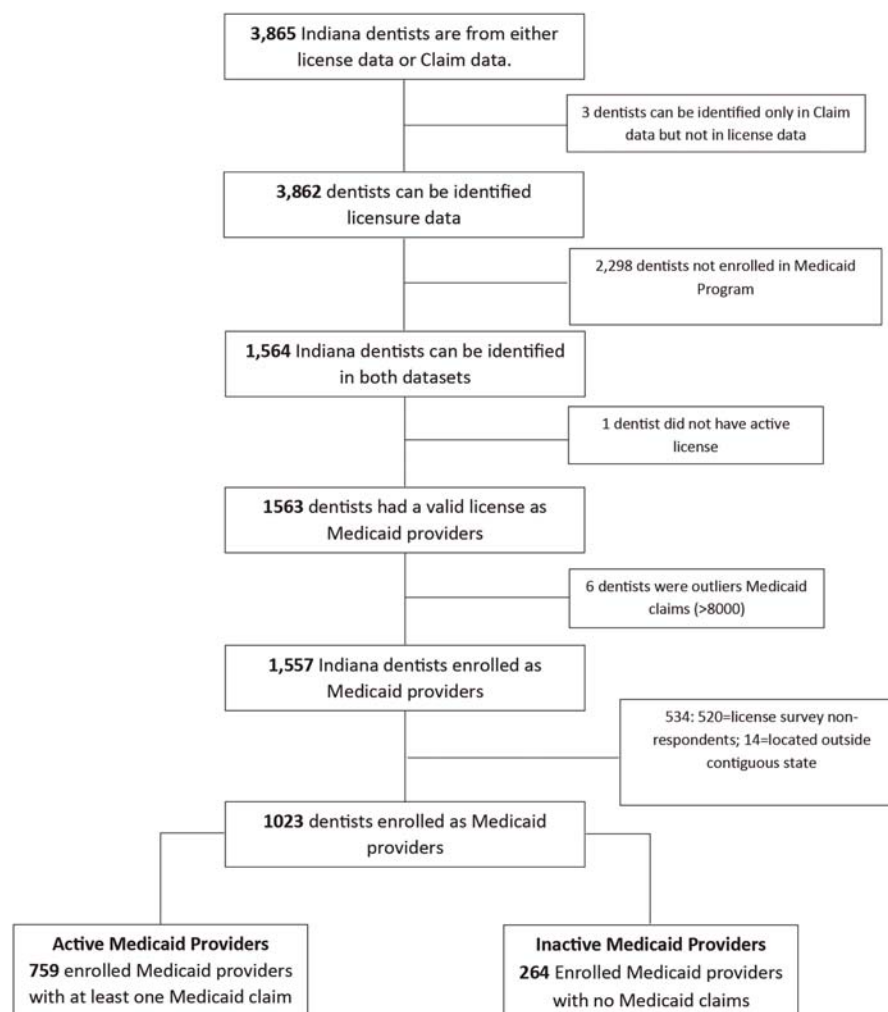 3,865 Indiana dentists are from either
license data or Claim data.
3 dentists can be identified only in Claim
data but not in license data
3,862 dentists can be identified
licensure data
2,298 dentists not enrolled in Medicaid
Program
1,564 Indiana dentists can be identified
in both datasets
1 dentist did not have active
license
1563 dentists had a valid license as
Medicaid providers
6 dentists were outliers Medicaid
claims (>8000)
1,557 Indiana dentists enrolled as
Medicaid providers
534: 520=license survey non-
respondents; 14=located outside
contiguous state
1023 dentists enrolled as Medicaid
providers
Active Medicaid Providers
759 enrolled Medicaid providers
with at least one Medicaid claim
Inactive Medicaid Providers
264 Enrolled Medicaid providers
with no Medicaid claims